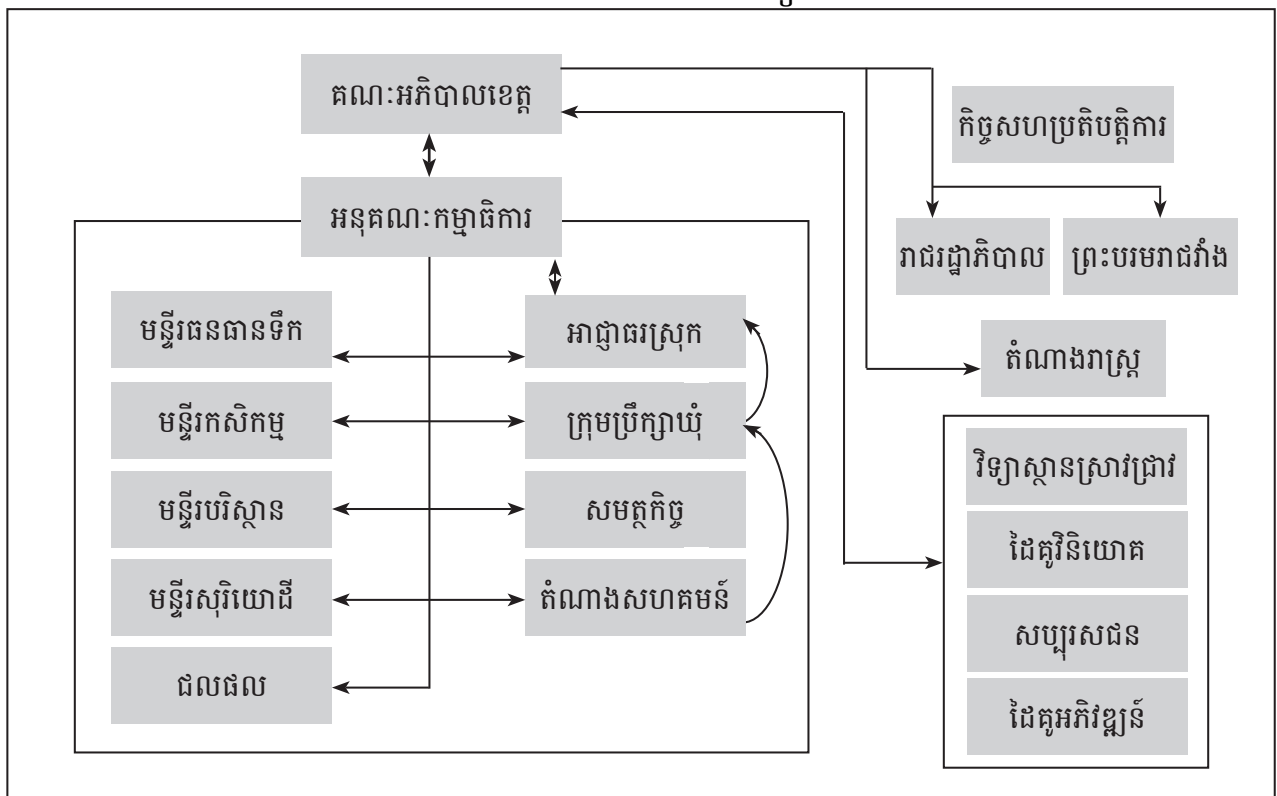 គណៈអភិបាលខេត្ត
កិច្ចសហប្រតិបត្តិការ
អនុគណៈកម្មាធិការ
រាជរដ្ឋាភិបាល
ព្រះបរមរាជវាំង
មន្ទីរធនធានទឹក
អាជ្ញាធរស្រុក
តំណាងរាស្ត្រ
មន្ទីរកសិកម្ម
ក្រុមប្រឹក្សាឃុំ
វិទ្យាស្ថានស្រាវជ្រាវ
មន្ទីរបរិស្ថាន
សមត្ថកិច្ច
ដៃគូវិនិយោគ
មន្ទីរសុរិយោដី
តំណាងសហគមន៍
សប្បុរសជន
ជលផល
ដៃគូអភិវឌ្ឍន៍